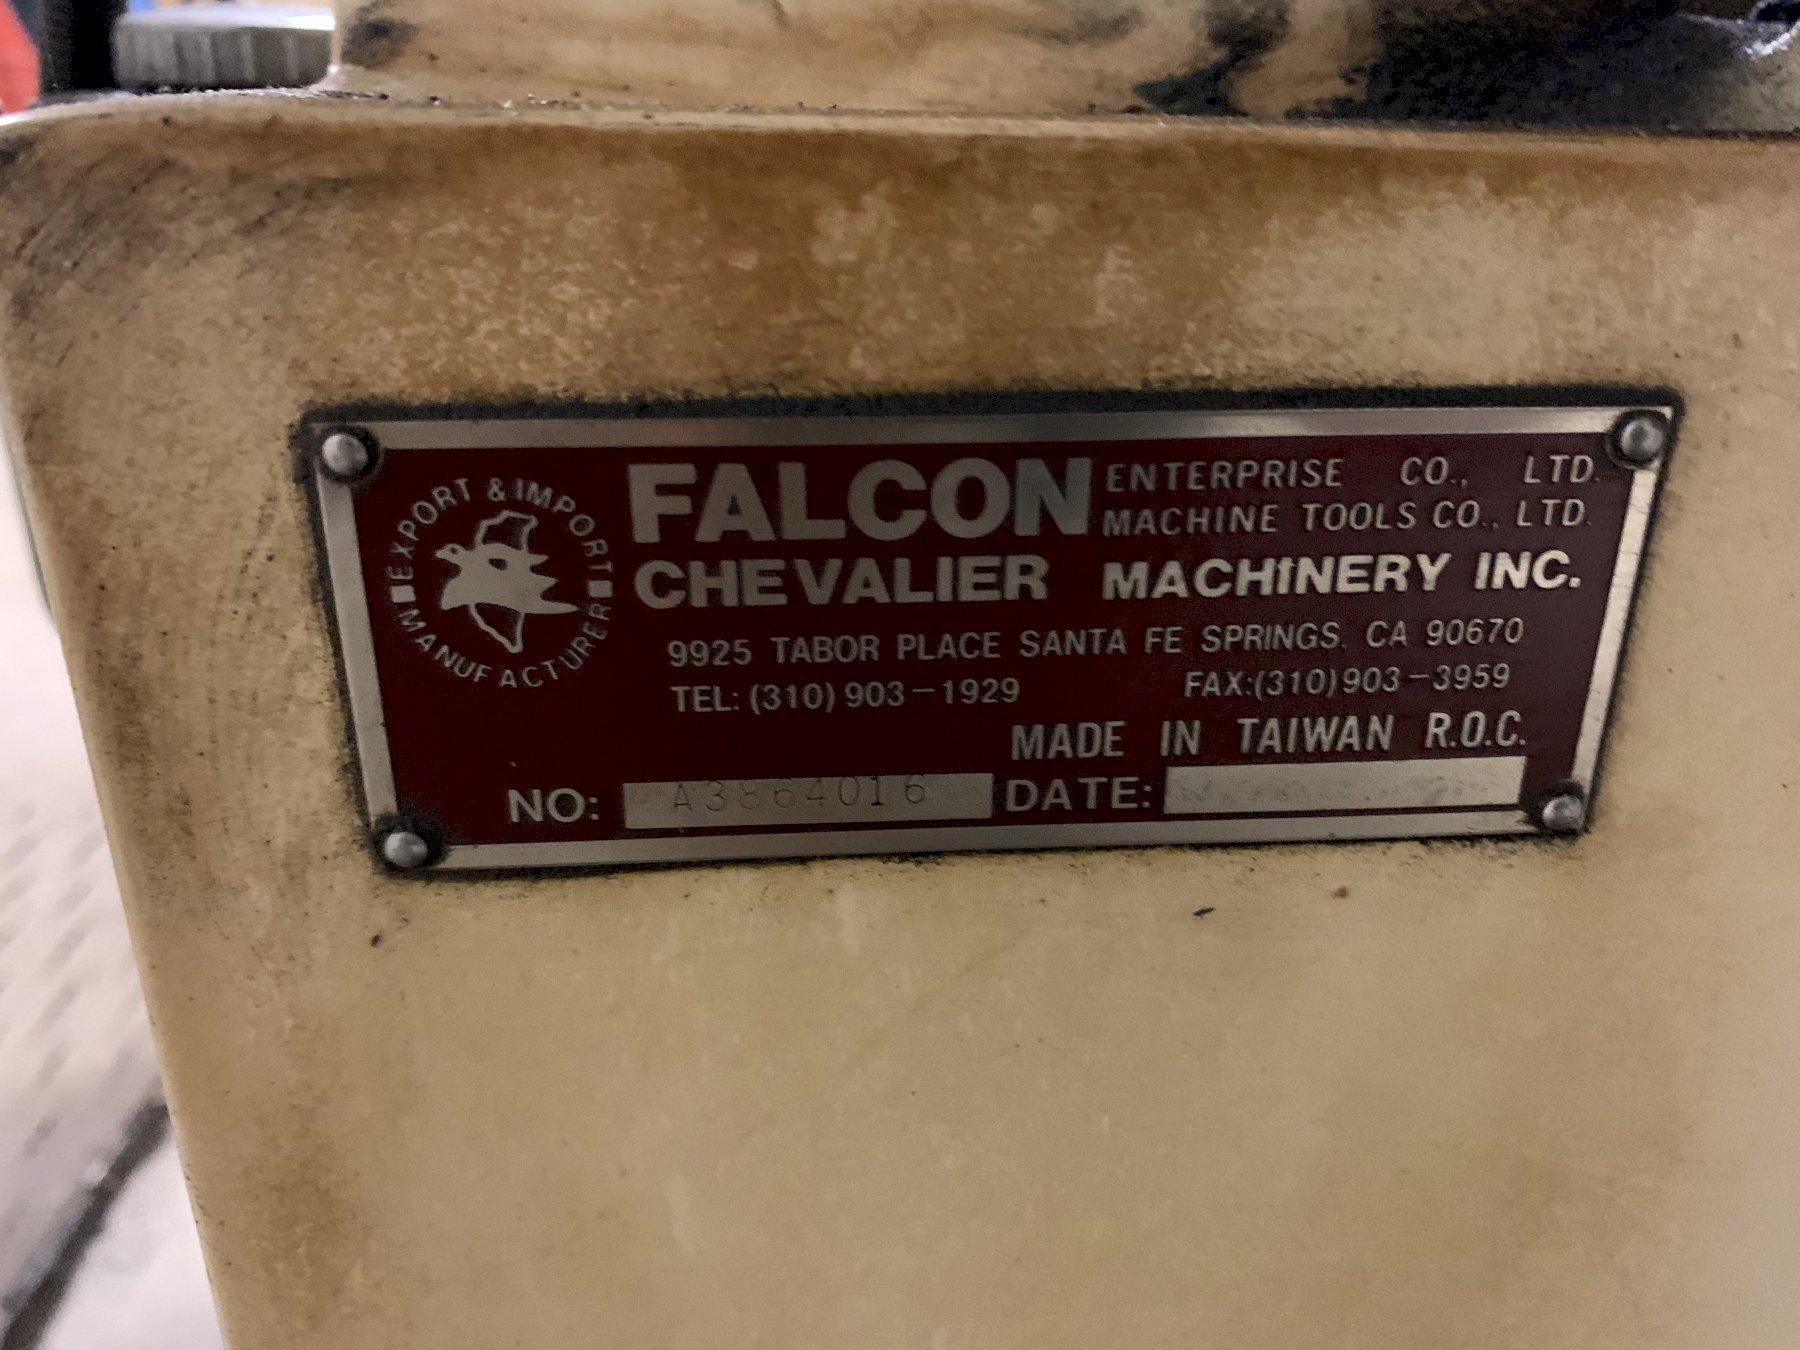 EXPORT & IMPORT
MANUFACTURER
FALCON ENTERPRISE CO., LTD.
MACHINE TOOLS CO., LTD.
CHEVALIER MACHINERY INC.
9925 TABOR PLACE SANTA FE SPRINGS. CA 90670
TEL: (310) 903-1929 FAX:(310)903-3959
MADE IN TAIWAN R.O.C.
NO: A3864016 DATE: